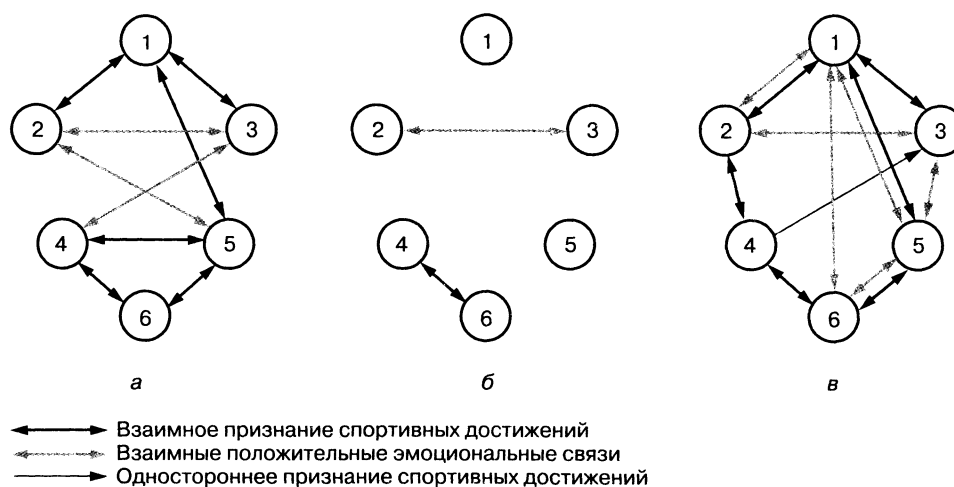 1 1 1
2 3 2 3 2 3
4 5 4 5 4 5
6 6 6
а б в
Взаимное признание спортивных достижений
Взаимные положительные эмоциональные связи
Одностороннее признание спортивных достижений